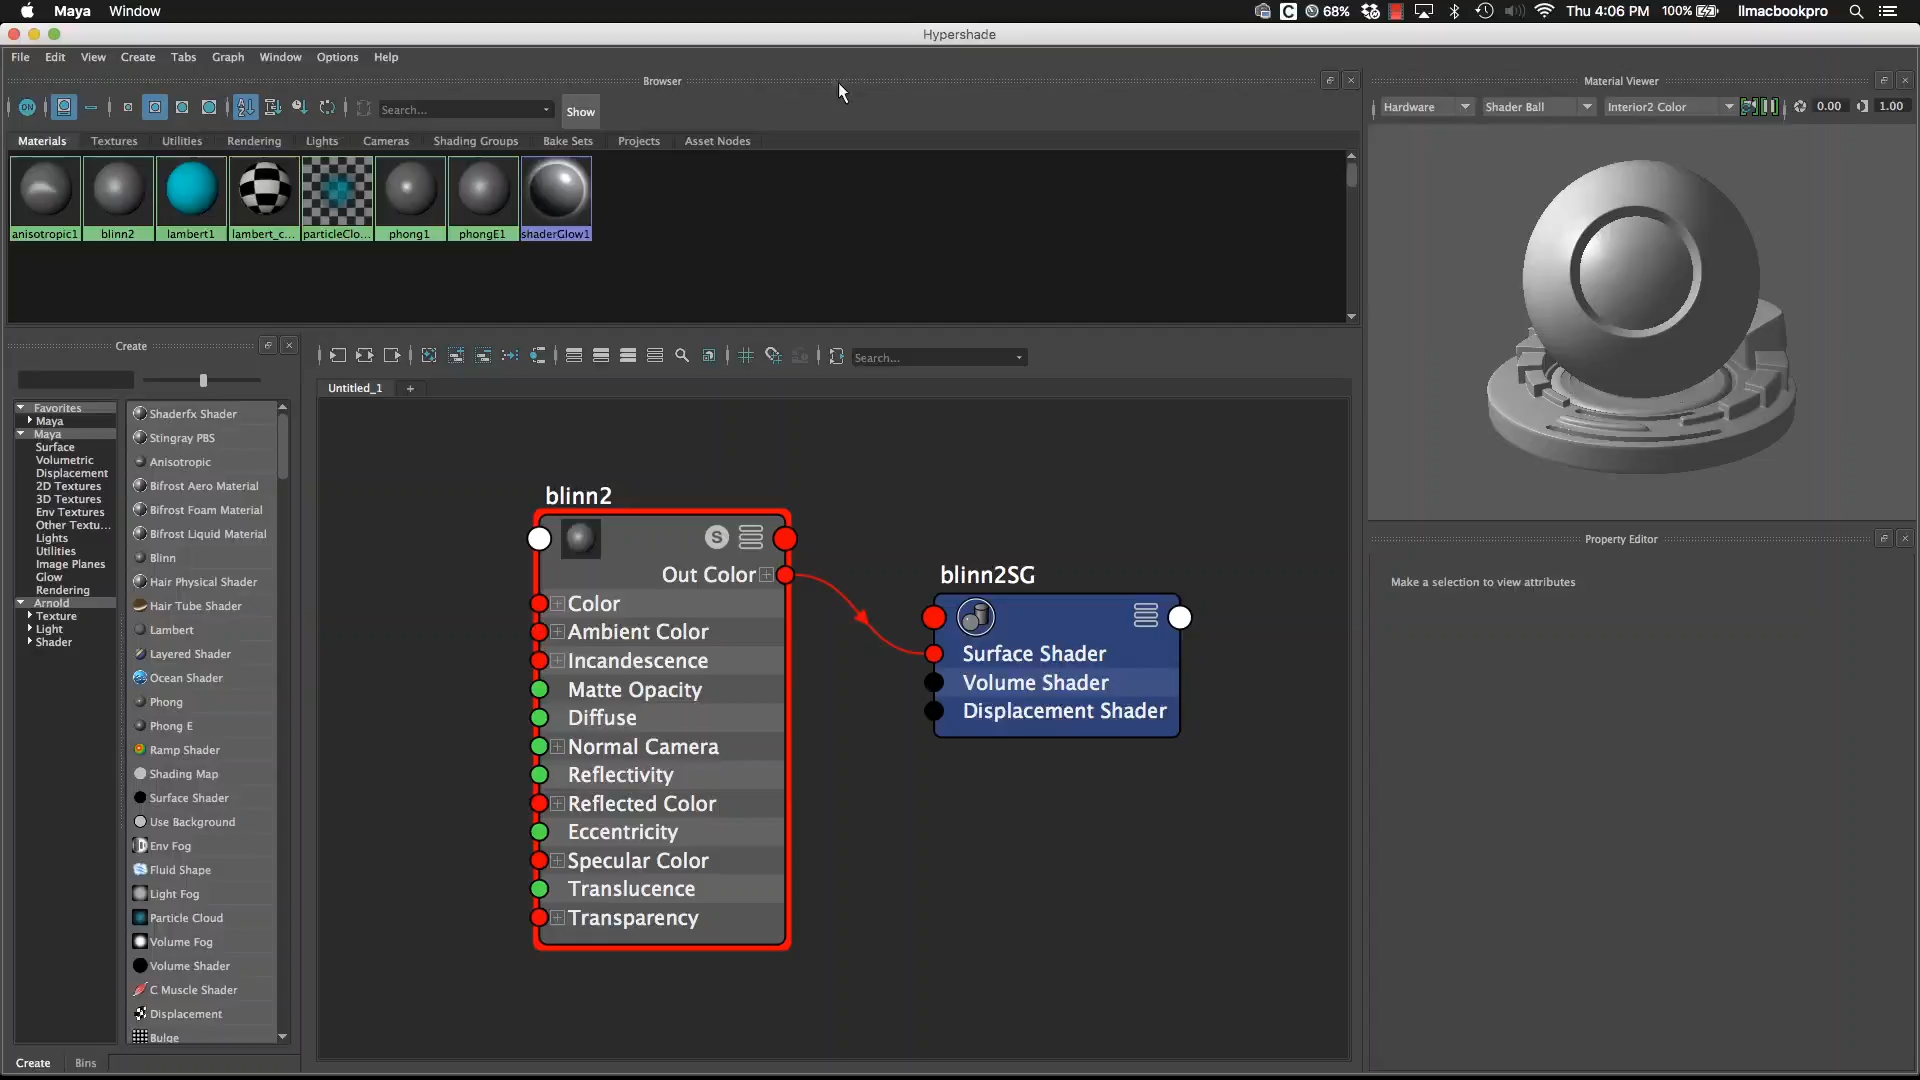 Maya Window
C 68% Thu 4:06 PM 100% llmacbookpro
Hypershade
File Edit View Create Tabs Graph Window Options Help
Browser
Material Viewer
ON Search... Show
Hardware Shader Ball Interior2 Color 0.00 1.00
Materials Textures Utilities Rendering Lights Cameras Shading Groups Bake Sets Projects Asset Nodes
anisotropic1 blinn2 lambert1 lambert_c... particleClo... phong1 phongE1 shaderGlow1
Create
Search...
Untitled_1 +
Favorites
Maya
Maya
Surface
Volumetric
Displacement
2D Textures
3D Textures
Env Textures
Other Textu...
Lights
Utilities
Image Planes
Glow
Rendering
Arnold
Texture
Light
Shader
Shaderfx Shader
Stingray PBS
Anisotropic
Bifrost Aero Material
Bifrost Foam Material
Bifrost Liquid Material
Blinn
Hair Physical Shader
Hair Tube Shader
Lambert
Layered Shader
Ocean Shader
Phong
Phong E
Ramp Shader
Shading Map
Surface Shader
Use Background
Env Fog
Fluid Shape
Light Fog
Particle Cloud
Volume Fog
Volume Shader
C Muscle Shader
Displacement
Bulge
Create Bins
blinn2
S
Out Color
Color
Ambient Color
Incandescence
Matte Opacity
Diffuse
Normal Camera
Reflectivity
Reflected Color
Eccentricity
Specular Color
Translucence
Transparency
blinn2SG
Surface Shader
Volume Shader
Displacement Shader
Property Editor
Make a selection to view attributes